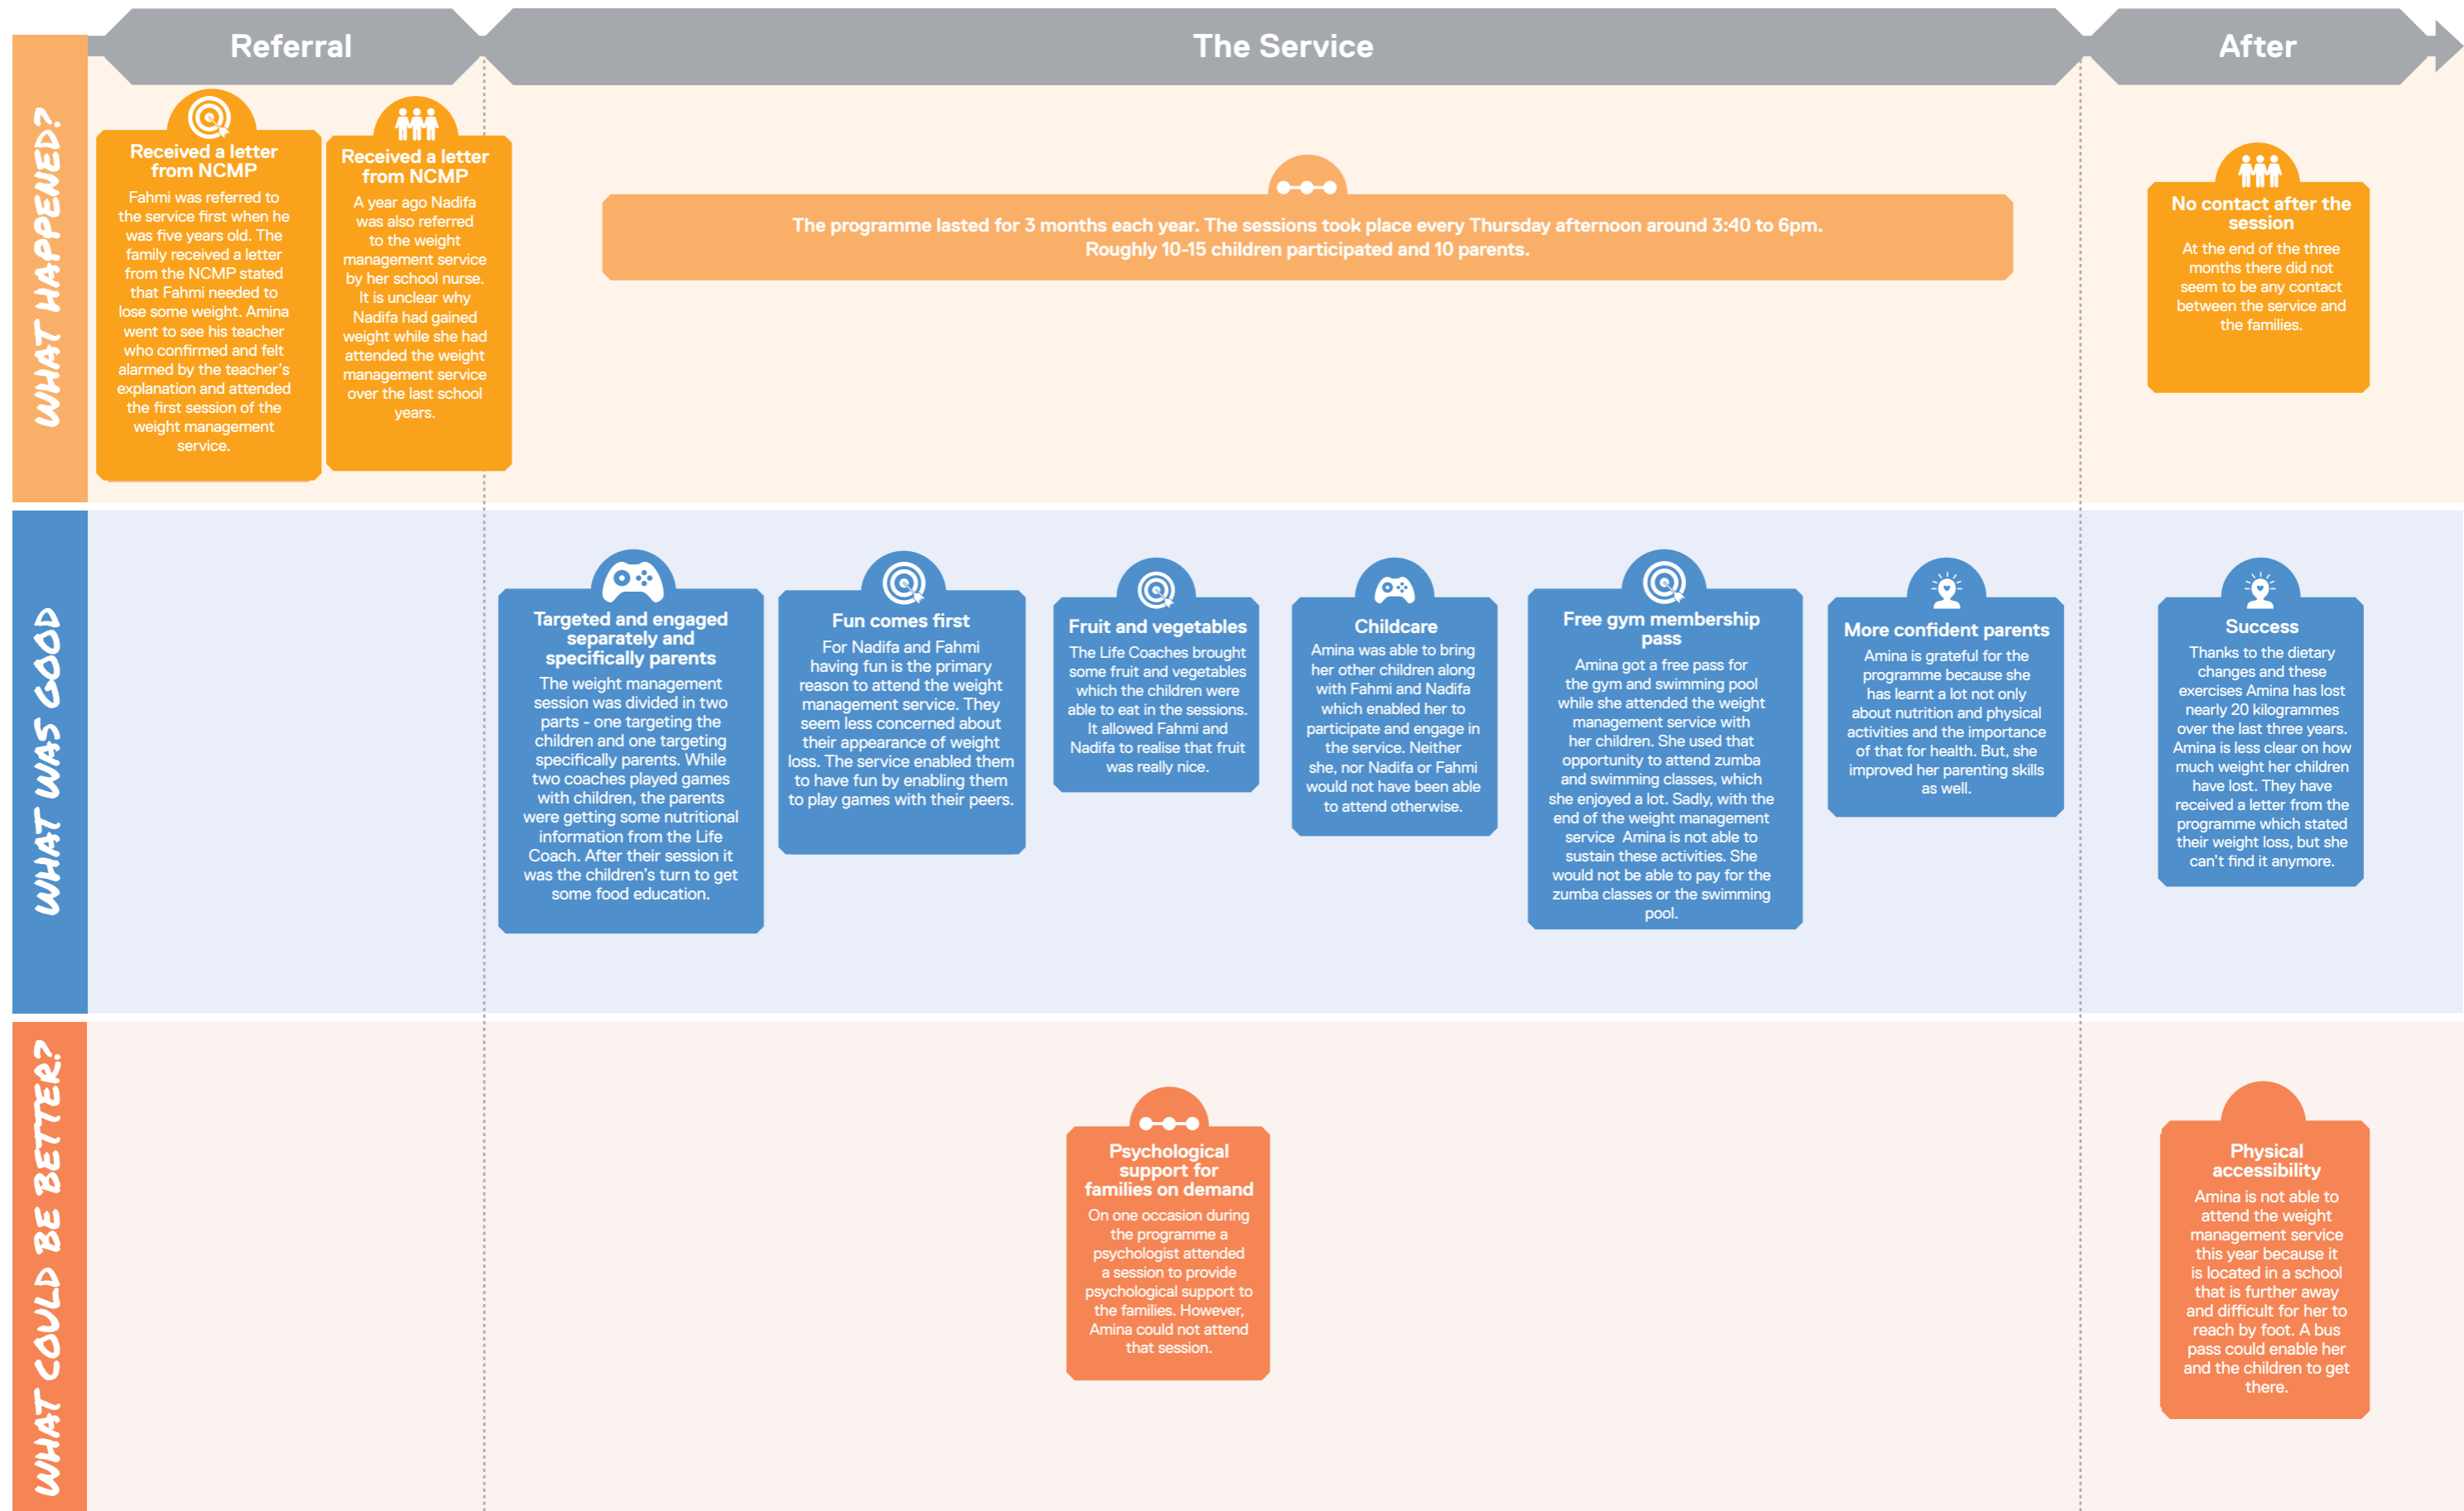 Referral
The Service
After
WHAT HAPPENED?
Received a letter
from NCMP
Fahmi was referred to
the service first when he
was five years old. The
family received a letter
from the NCMP stated
that Fahmi needed to
lose some weight. Amina
went to see his teacher
who confirmed and felt
alarmed by the teacher's
explanation and attended
the first session of the
weight management
service.
Received a letter
from NCMP
A year ago Nadifa
was also referred
to the weight
management service
by her school nurse.
It is unclear why
Nadifa had gained
weight while she had
attended the weight
management service
over the last school
years.
The programme lasted for 3 months each year. The sessions took place every Thursday afternoon around 3:40 to 6pm.
Roughly 10-15 children participated and 10 parents.
No contact after the
session
At the end of the three
months there did not
seem to be any contact
between the service and
the families.
WHAT WAS GOOD
Targeted and engaged
separately and
specifically parents
The weight management
session was divided in two
parts - one targeting the
children and one targeting
specifically parents. While
two coaches played games
with children, the parents
were getting some nutritional
information from the Life
Coach. After their session it
was the children's turn to get
some food education.
Fun comes first
For Nadifa and Fahmi
having fun is the primary
reason to attend the weight
management service. They
seem less concerned about
their appearance of weight
loss. The service enabled them
to have fun by enabling them
to play games with their peers.
Fruit and vegetables
The Life Coaches brought
some fruit and vegetables
which the children were
able to eat in the sessions.
It allowed Fahmi and
Nadifa to realise that fruit
was really nice.
Childcare
Amina was able to bring
her other children along
with Fahmi and Nadifa
which enabled her to
participate and engage in
the service. Neither
she, nor Nadifa or Fahmi
would not have been able
to attend otherwise.
Free gym membership
pass
Amina got a free pass for
the gym and swimming pool
while she attended the weight
management service with
her children. She used that
opportunity to attend zumba
and swimming classes, which
she enjoyed a lot. Sadly, with the
end of the weight management
service Amina is not able to
sustain these activities. She
would not be able to pay for the
zumba classes or the swimming
pool.
More confident parents
Amina is grateful for the
programme because she
has learnt a lot not only
about nutrition and physical
activities and the importance
of that for health. But, she
improved her parenting skills
as well.
Success
Thanks to the dietary
changes and these
exercises Amina has lost
nearly 20 kilogrammes
over the last three years.
Amina is less clear on how
much weight her children
have lost. They have
received a letter from the
programme which stated
their weight loss, but she
can't find it anymore.
WHAT COULD BE BETTER?
Psychological
support for
families on demand
On one occasion during
the programme a
psychologist attended
a session to provide
psychological support to
the families. However,
Amina could not attend
that session.
Physical
accessibility
Amina is not able to
attend the weight
management service
this year because it
is located in a school
that is further away
and difficult for her to
reach by foot. A bus
pass could enable her
and the children to get
there.